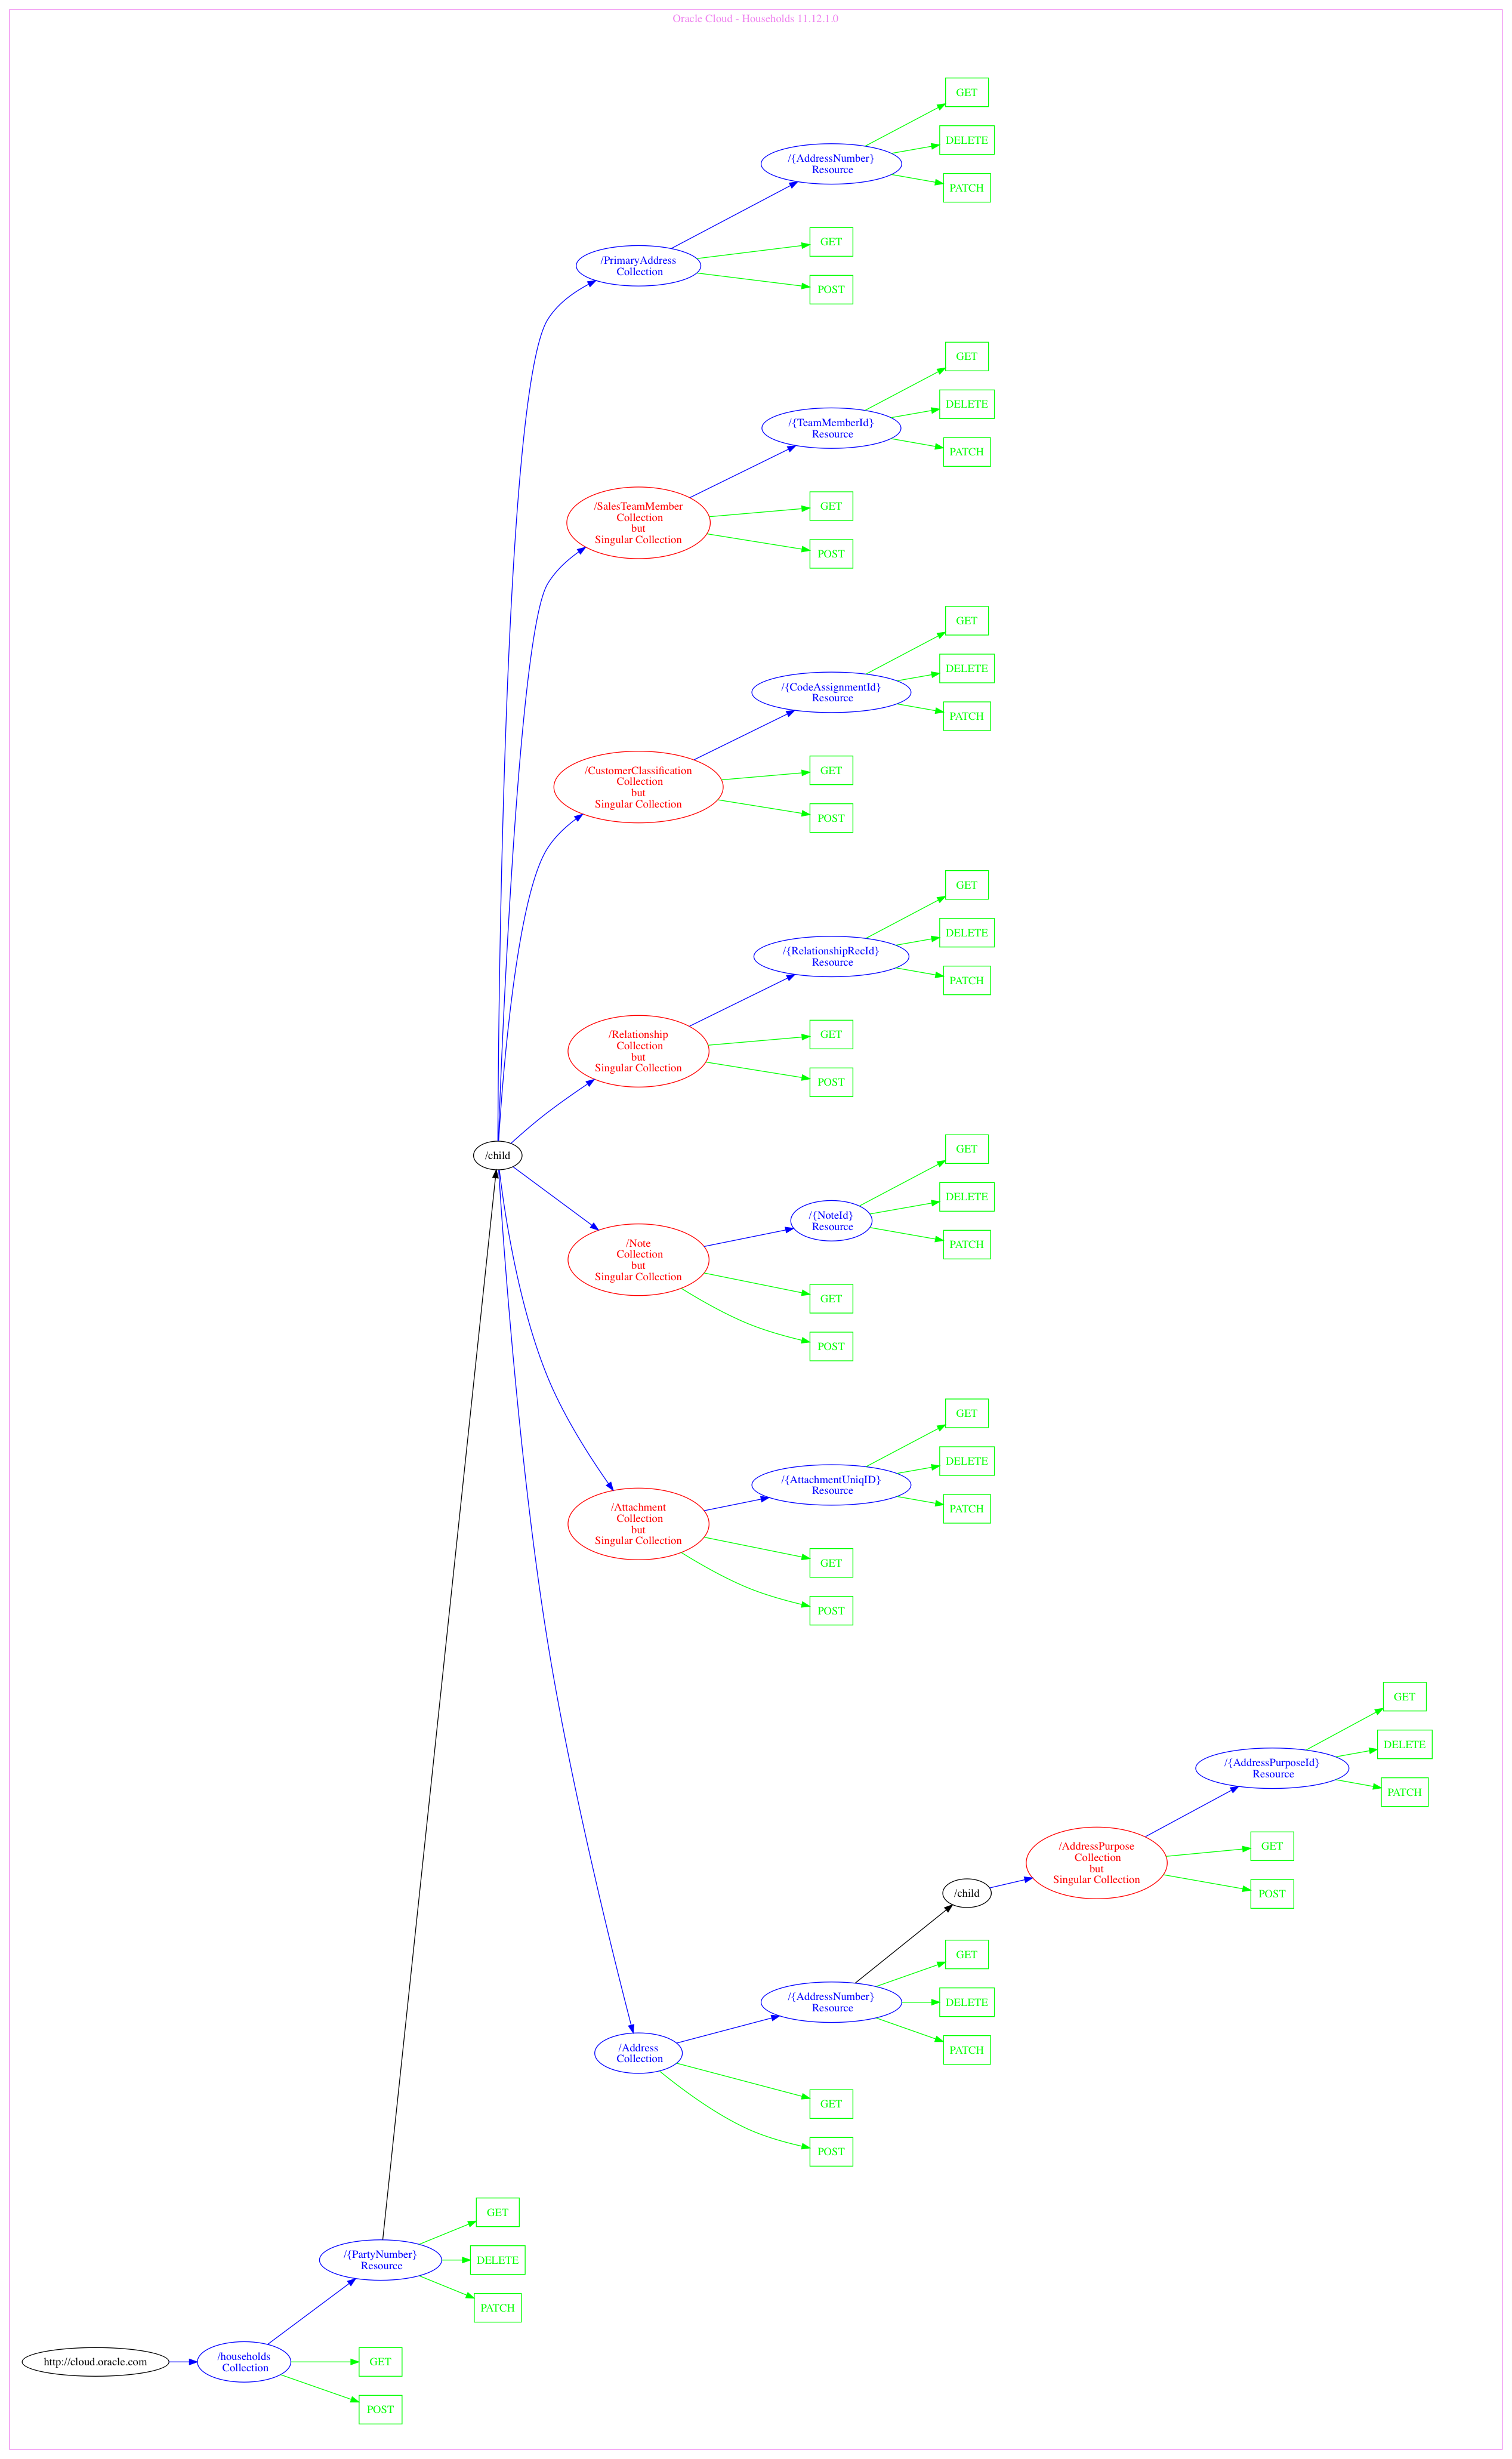 Oracle Cloud - Households 11.12.1.0
GET
DELETE
/{AddressNumber}
Resource
PATCH
GET
/PrimaryAddress
Collection
POST
GET
DELETE
/{TeamMemberId}
Resource
PATCH
GET
/SalesTeamMember
Collection
but
Singular Collection
POST
GET
DELETE
/{CodeAssignmentId}
Resource
PATCH
GET
/CustomerClassification
Collection
but
Singular Collection
POST
GET
DELETE
/{RelationshipRecId}
Resource
PATCH
GET
/Relationship
Collection
but
Singular Collection
POST
/child
GET
DELETE
/{NoteId}
Resource
PATCH
/Note
Collection
but
Singular Collection
GET
POST
GET
DELETE
/{AttachmentUniqID}
Resource
PATCH
/Attachment
Collection
but
Singular Collection
GET
POST
GET
DELETE
/{AddressPurposeId}
Resource
PATCH
GET
/AddressPurpose
Collection
but
Singular Collection
POST
/child
GET
DELETE
/{AddressNumber}
Resource
PATCH
/Address
Collection
GET
POST
GET
/{PartyNumber}
Resource
DELETE
PATCH
http://cloud.oracle.com
/households
Collection
GET
POST